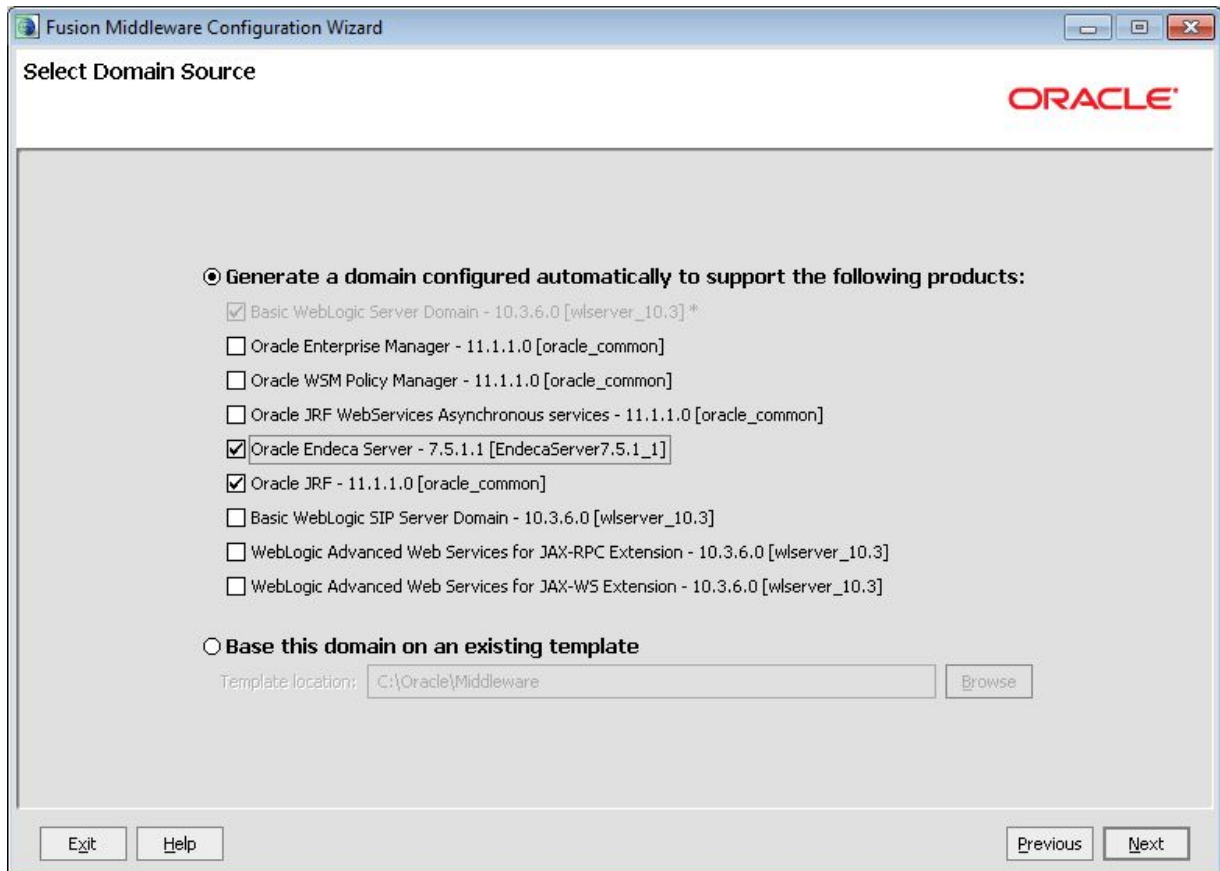 Fusion Middleware Configuration Wizard
Select Domain Source
ORACLE
Generate a domain configured automatically to support the following products:
Basic WebLogic Server Domain - 10.3.6.0 [wlserver_10.3] *
Oracle Enterprise Manager - 11.1.1.0 [oracle_common]
Oracle WSM Policy Manager - 11.1.1.0 [oracle_common]
Oracle JRF WebServices Asynchronous services - 11.1.1.0 [oracle_common]
Oracle Endeca Server - 7.5.1.1 [EndecaServer7.5.1_1]
Oracle JRF - 11.1.1.0 [oracle_common]
Basic WebLogic SIP Server Domain - 10.3.6.0 [wlserver_10.3]
WebLogic Advanced Web Services for JAX-RPC Extension - 10.3.6.0 [wlserver_10.3]
WebLogic Advanced Web Services for JAX-WS Extension - 10.3.6.0 [wlserver_10.3]
Base this domain on an existing template
Template location: C:\Oracle\Middleware Browse
Exit Help Previous Next